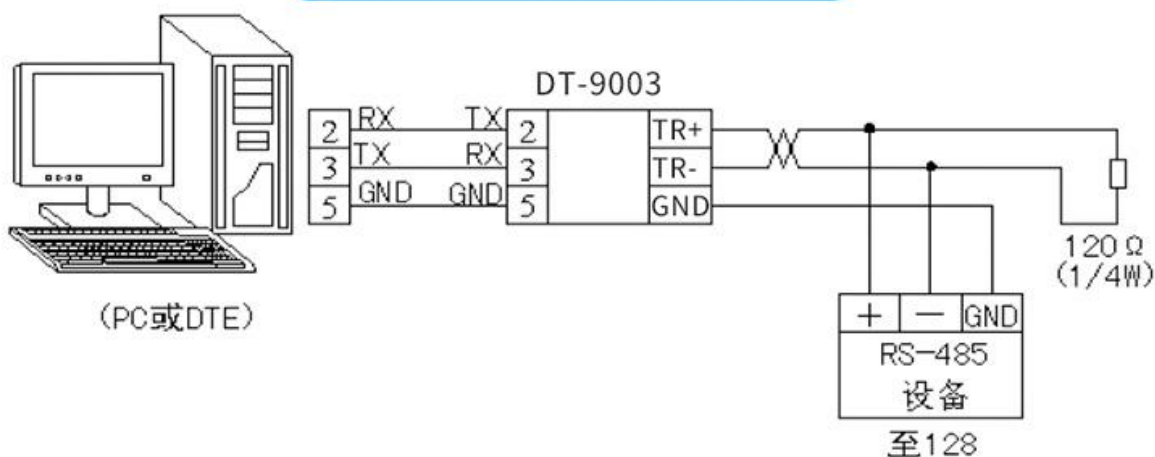 DT-9003
2 RX TX 2 TR+
3 TX RX 3 TR-
5 GND GND 5 GND
120Ω
(1/4W)
(PC或DTE)
+ - GND
RS-485
设备
至128